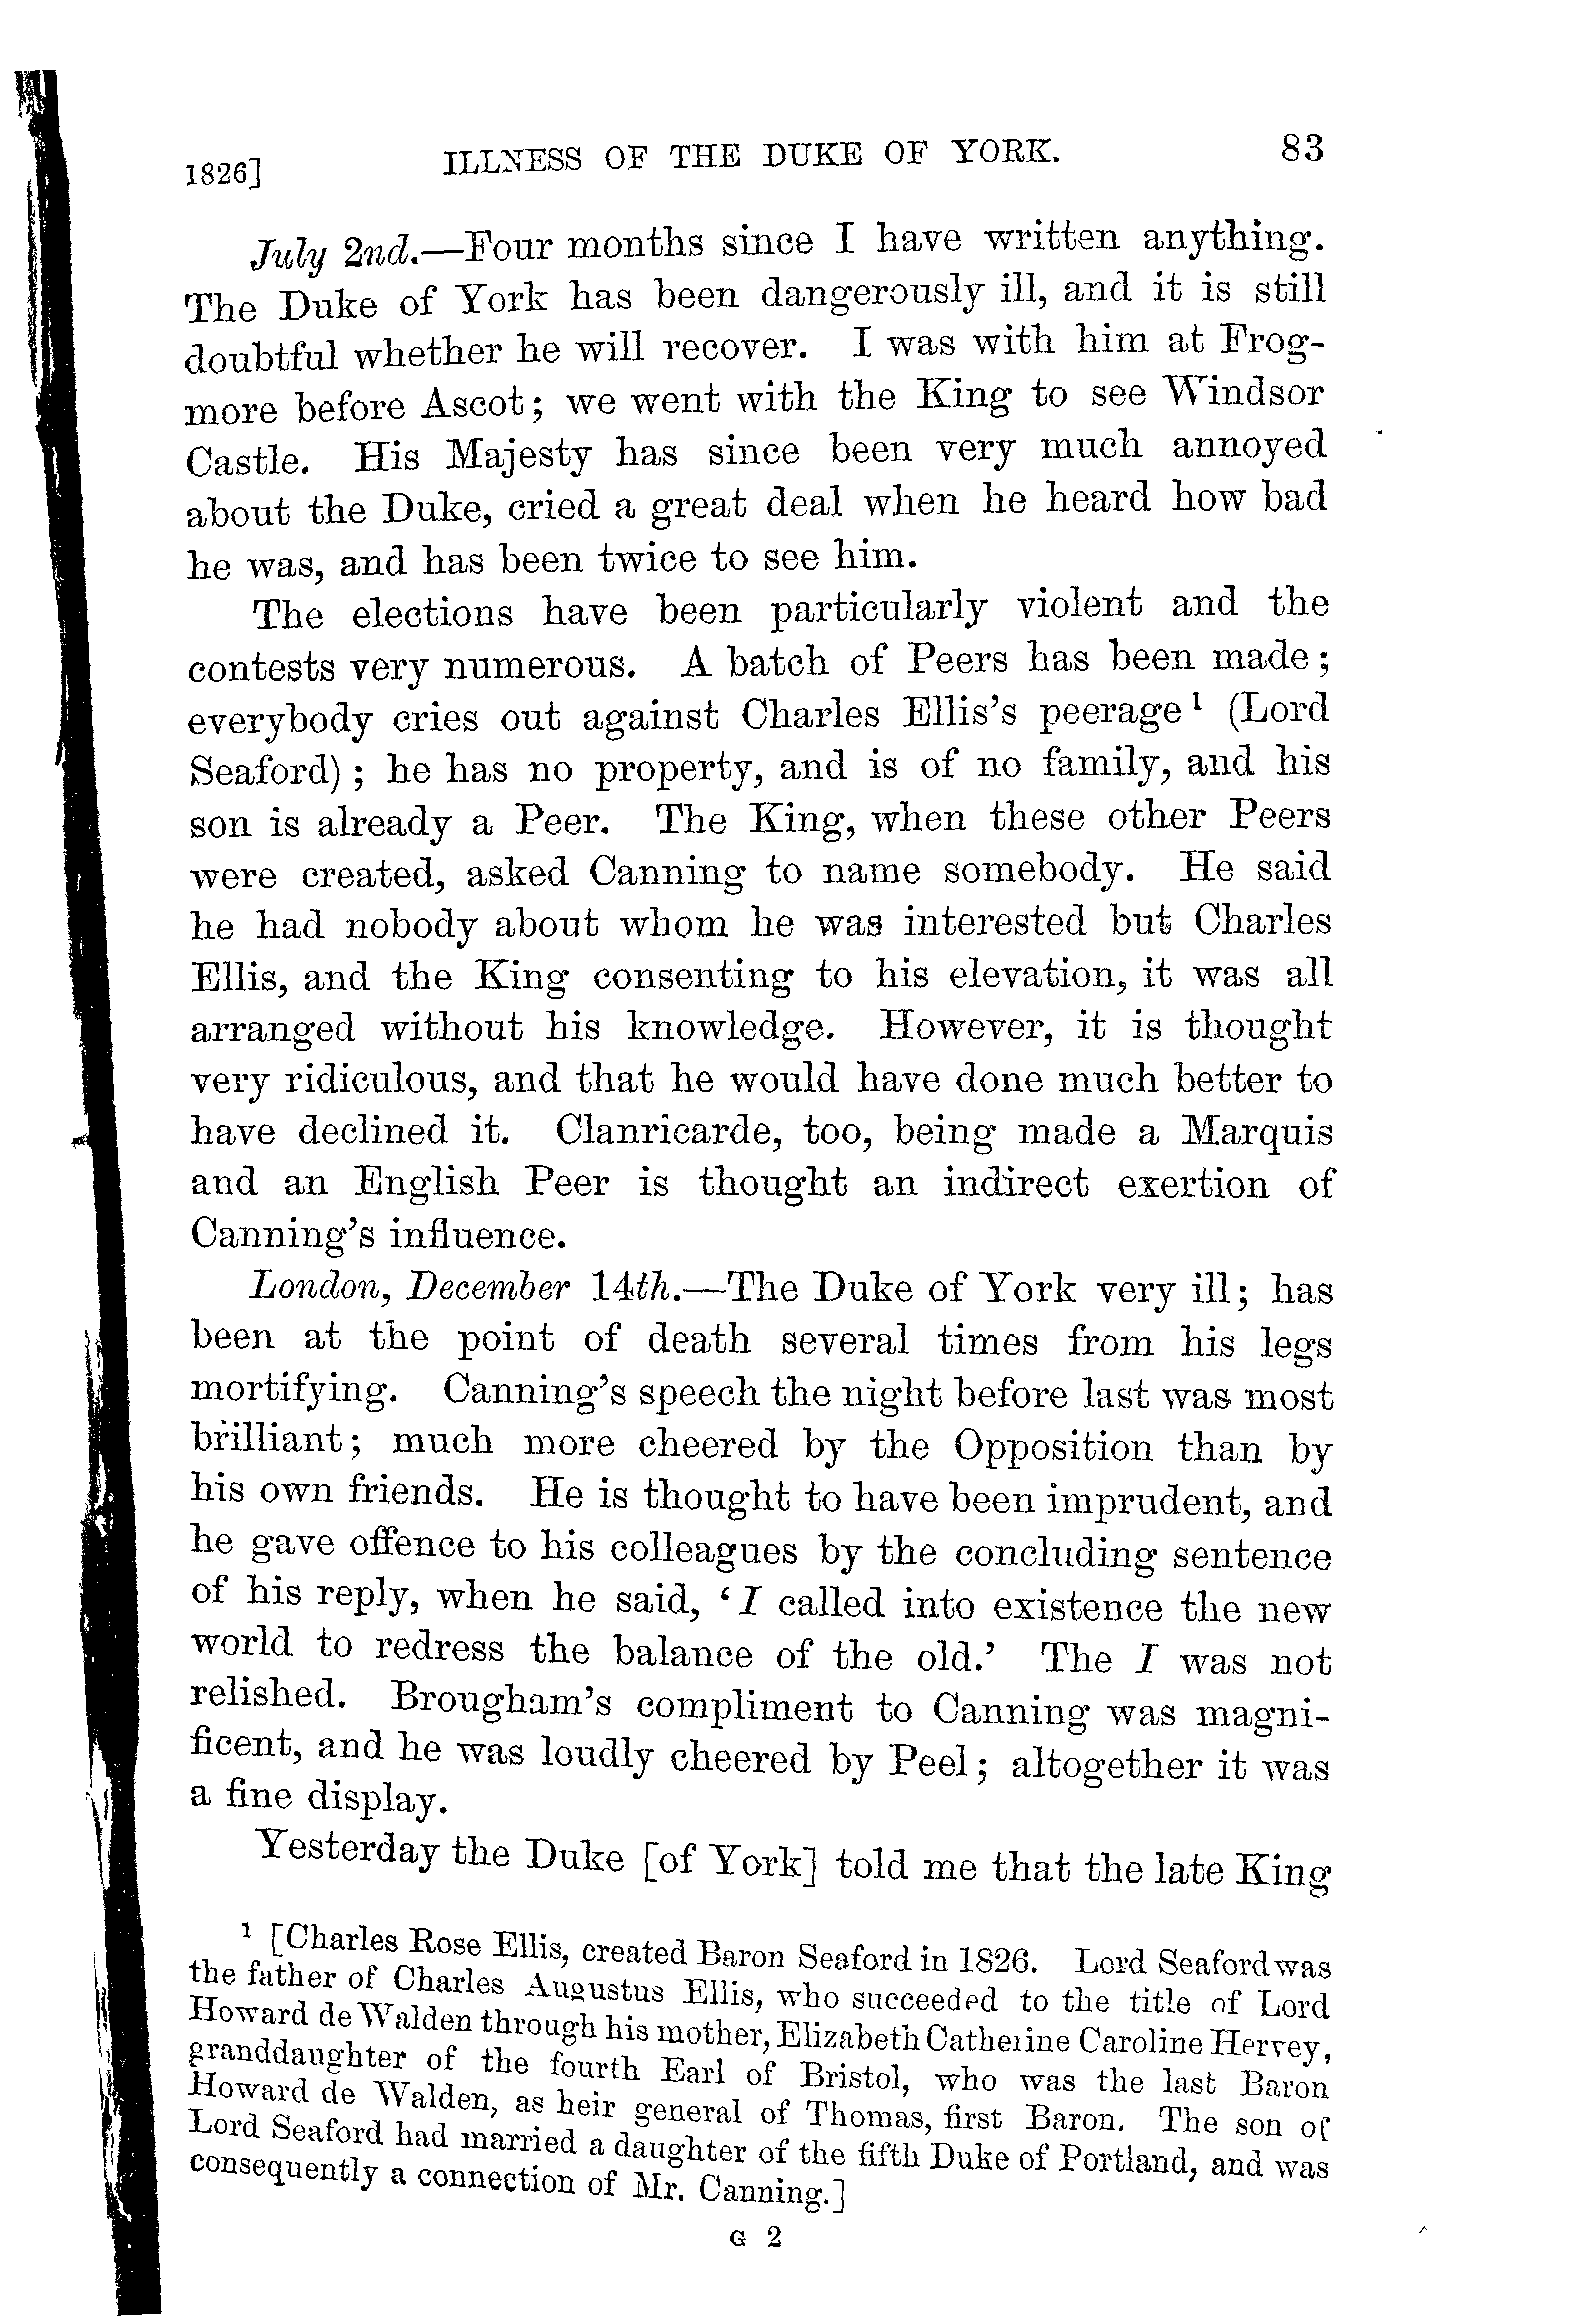 1826] ILLNESS OF THE DUKE OF YORK. 83
July 2nd.—Four months since I have written anything.
The Duke of York has been dangerously ill, and it is still
doubtful whether he will recover. I was with him at Frog-
more before Ascot; we went with the King to see Windsor
Castle. His Majesty has since been very much annoyed
about the Duke, cried a great deal when he heard how bad
he was, and has been twice to see him.
The elections have been particularly violent and the
contests very numerous. A batch of Peers has been made;
everybody cries out against Charles Ellis's peerage¹ (Lord
Seaford); he has no property, and is of no family, and his
son is already a Peer. The King, when these other Peers
were created, asked Canning to name somebody. He said
he had nobody about whom he was interested but Charles
Ellis, and the King consenting to his elevation, it was all
arranged without his knowledge. However, it is thought
very ridiculous, and that he would have done much better to
have declined it. Clanricarde, too, being made a Marquis
and an English Peer is thought an indirect exertion of
Canning's influence.
London, December 14th.—The Duke of York very ill; has
been at the point of death several times from his legs
mortifying. Canning's speech the night before last was most
brilliant; much more cheered by the Opposition than by
his own friends. He is thought to have been imprudent, and
he gave offence to his colleagues by the concluding sentence
of his reply, when he said, 'I called into existence the new
world to redress the balance of the old.' The I was not
relished. Brougham's compliment to Canning was magni-
ficent, and he was loudly cheered by Peel; altogether it was
a fine display.
Yesterday the Duke [of York] told me that the late King
¹ [Charles Rose Ellis, created Baron Seaford in 1826. Lord Seaford was
the father of Charles Augustus Ellis, who succeeded to the title of Lord
Howard de Walden through his mother, Elizabeth Catherine Caroline Hervey,
granddaughter of the fourth Earl of Bristol, who was the last Baron
Howard de Walden, as heir general of Thomas, first Baron. The son of
Lord Seaford had married a daughter of the fifth Duke of Portland, and was
consequently a connection of Mr. Canning.]
G 2